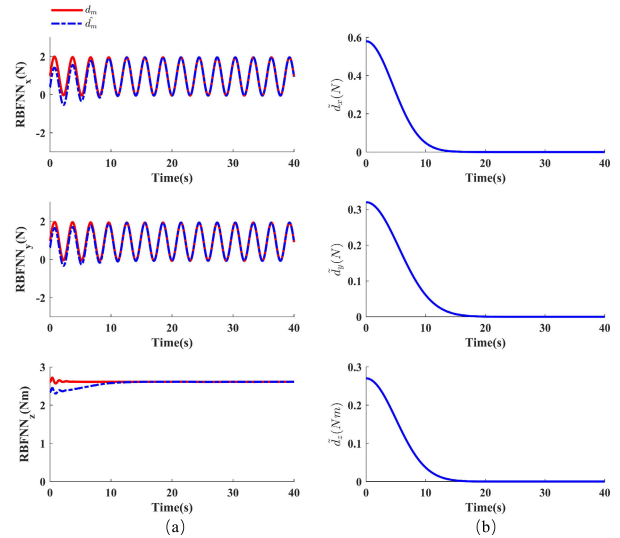 d_m
d̂_m
RBFNN_x(N)
2
0
-2
0 10 20 30 40
Time(s)
d̃_x(N)
0.6
0.4
0.2
0
0 10 20 30 40
Time(s)
RBFNN_y(N)
2
0
-2
0 10 20 30 40
Time(s)
d̃_y(N)
0.3
0.2
0.1
0
0 10 20 30 40
Time(s)
RBFNN_z(Nm)
3
2
1
0
0 10 20 30 40
Time(s)
(a)
d̃_z(Nm)
0.3
0.2
0.1
0
0 10 20 30 40
Time(s)
(b)